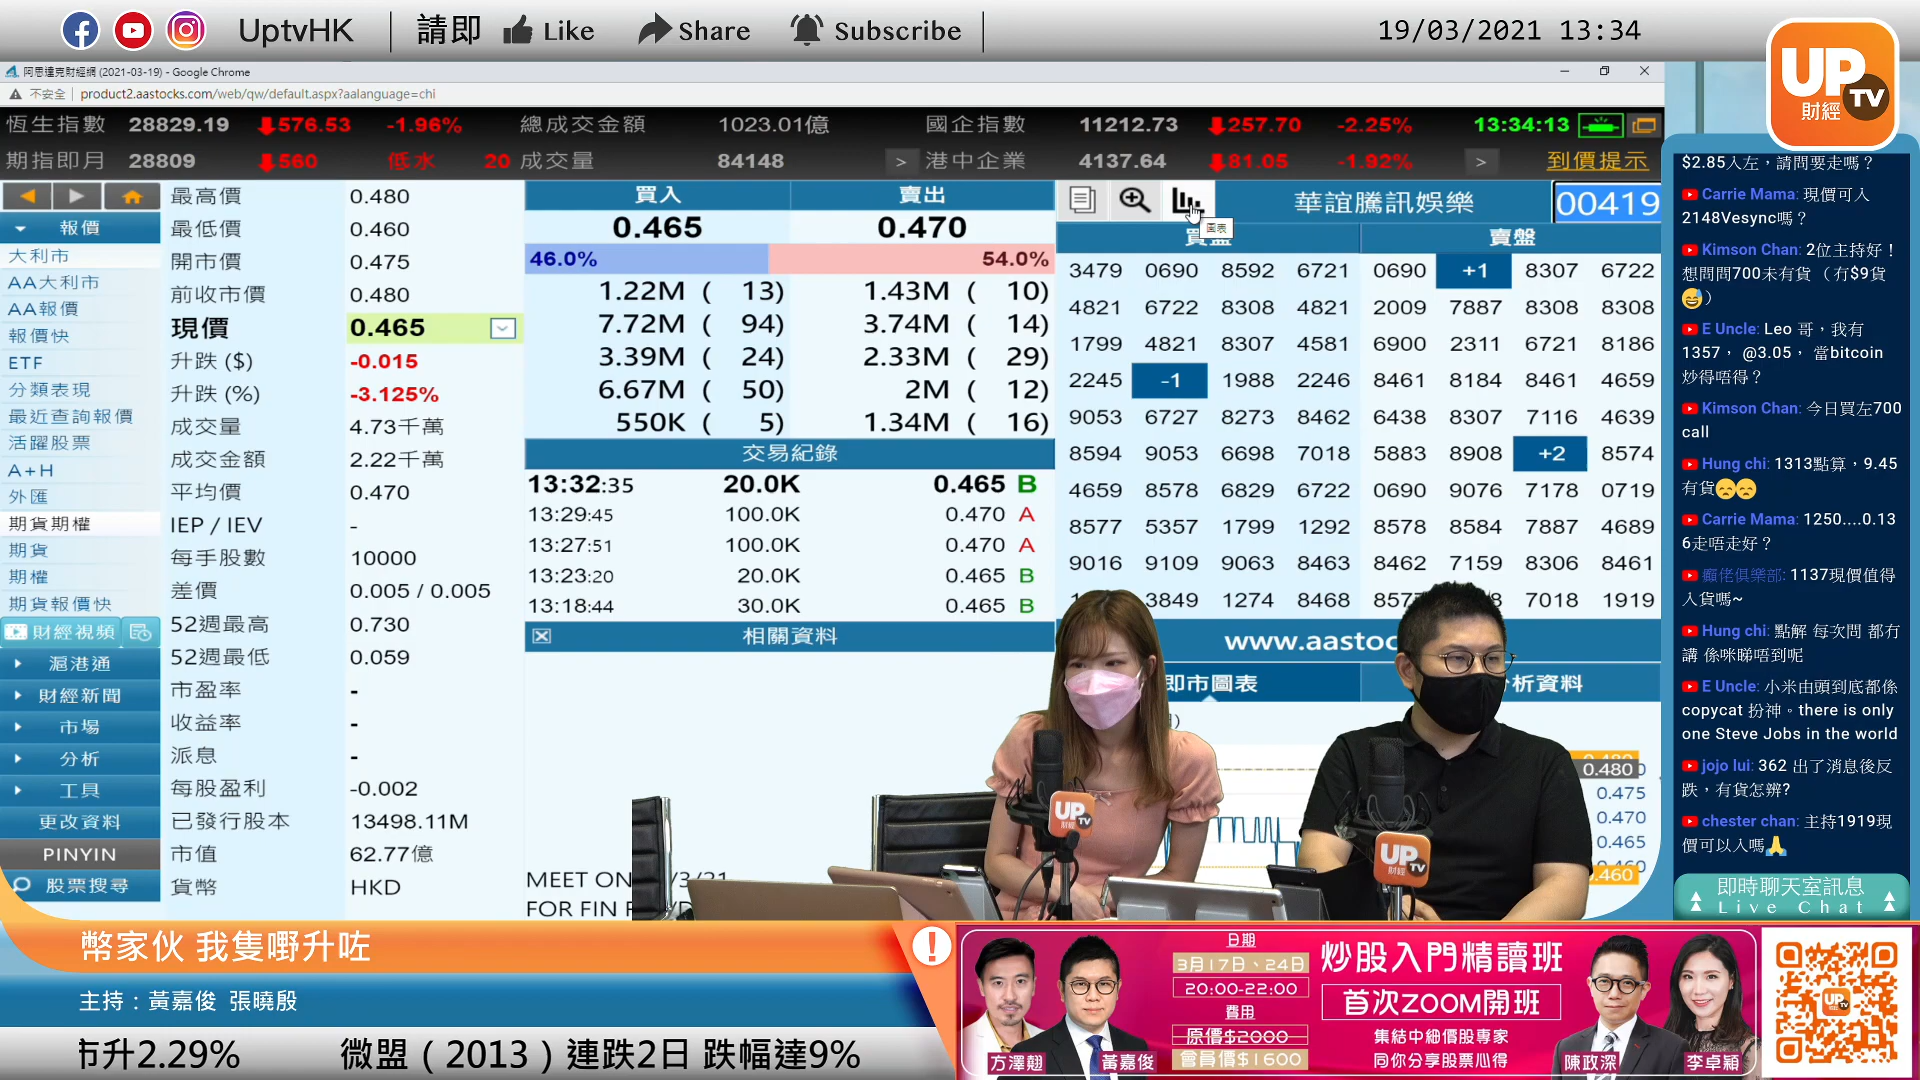 UptvHK
請即 Like Share Subscribe
19/03/2021 13:34
UP TV 財經
阿思達克財經網 (2021-03-19) - Google Chrome
不安全 | product2.aastocks.com/web/qw/default.aspx?aalanguage=chi
恆生指數 28829.19 576.53 -1.96% 總成交金額 1023.01億 國企指數 11212.73 257.70 -2.25% 13:34:13
期指即月 28809 560 低水 20 成交量 84148 > 港中企業 4137.64 81.05 -1.92% > 到價提示
報價
大利市
AA大利市
AA報價
報價快
ETF
分類表現
最近查詢報價
活躍股票
A+H
外匯
期貨期權
期貨
期權
期貨報價快
財經視頻
滬港通
財經新聞
市場
分析
工具
更改資料
PINYIN
股票搜尋
最高價 0.480
最低價 0.460
開市價 0.475
前收市價 0.480
現價 0.465
升跌 ($) -0.015
升跌 (%) -3.125%
成交量 4.73千萬
成交金額 2.22千萬
平均價 0.470
IEP / IEV -
每手股數 10000
差價 0.005 / 0.005
52週最高 0.730
52週最低 0.059
市盈率 -
收益率 -
派息 -
每股盈利 -0.002
已發行股本 13498.11M
市值 62.77億
貨幣 HKD
買入 賣出
0.465 0.470
46.0% 54.0%
1.22M ( 13) 1.43M ( 10)
7.72M ( 94) 3.74M ( 14)
3.39M ( 24) 2.33M ( 29)
6.67M ( 50) 2M ( 12)
550K ( 5) 1.34M ( 16)
交易紀錄
13:32:35 20.0K 0.465 B
13:29:45 100.0K 0.470 A
13:27:51 100.0K 0.470 A
13:23:20 20.0K 0.465 B
13:18:44 30.0K 0.465 B
相關資料
MEET ON
FOR FIN
華誼騰訊娛樂 00419
圖表
買盤 賣盤
3479 0690 8592 6721 0690 +1 8307 6722
4821 6722 8308 4821 2009 7887 8308 8308
1799 4821 8307 4581 6900 2311 6721 8186
2245 -1 1988 2246 8461 8184 8461 4659
9053 6727 8273 8462 6438 8307 7116 4639
8594 9053 6698 7018 5883 8908 +2 8574
4659 8578 6829 6722 0690 9076 7178 0719
8577 5357 1799 1292 8578 8584 7887 4689
9016 9109 9063 8463 8462 7159 8306 8461
3849 1274 8468 7018 1919
www.aastoc
即市圖表 析資料
0.480
0.475
0.470
0.465
0.460
UP TV 財經
UP TV 財經
$2.85入左，請問要走嗎？
Carrie Mama: 現價可入
2148Vesync嗎？
Kimson Chan: 2位主持好！
想問問700未有貨（冇$9貨
😅）
E Uncle: Leo 哥，我有
1357， @3.05， 當bitcoin
炒得唔得？
Kimson Chan: 今日買左700
call
Hung chi: 1313點算，9.45
有貨😞😞
Carrie Mama: 1250....0.13
6走唔走好？
癲佬俱樂部: 1137現價值得
入貨嗎~
Hung chi: 點解 每次問 都冇
講 係咪睇唔到呢
E Uncle: 小米由頭到底都係
copycat 扮神。there is only
one Steve Jobs in the world
jojo lui: 362 出了消息後反
跌，有貨怎辨?
chester chan: 主持1919現
價可以入嗎🙏
即時聊天室訊息
Live Chat
幣家伙 我隻嘢升咗
主持：黃嘉俊 張曉殷
市升2.29% 微盟（2013）連跌2日 跌幅達9%
方澤翹
黃嘉俊
日期
3月17日、24日
20:00-22:00
費用
原價$2000
會員價$1600
炒股入門精讀班
首次ZOOM開班
集結中細價股專家
同你分享股票心得
陳政深
李卓穎
UP TV